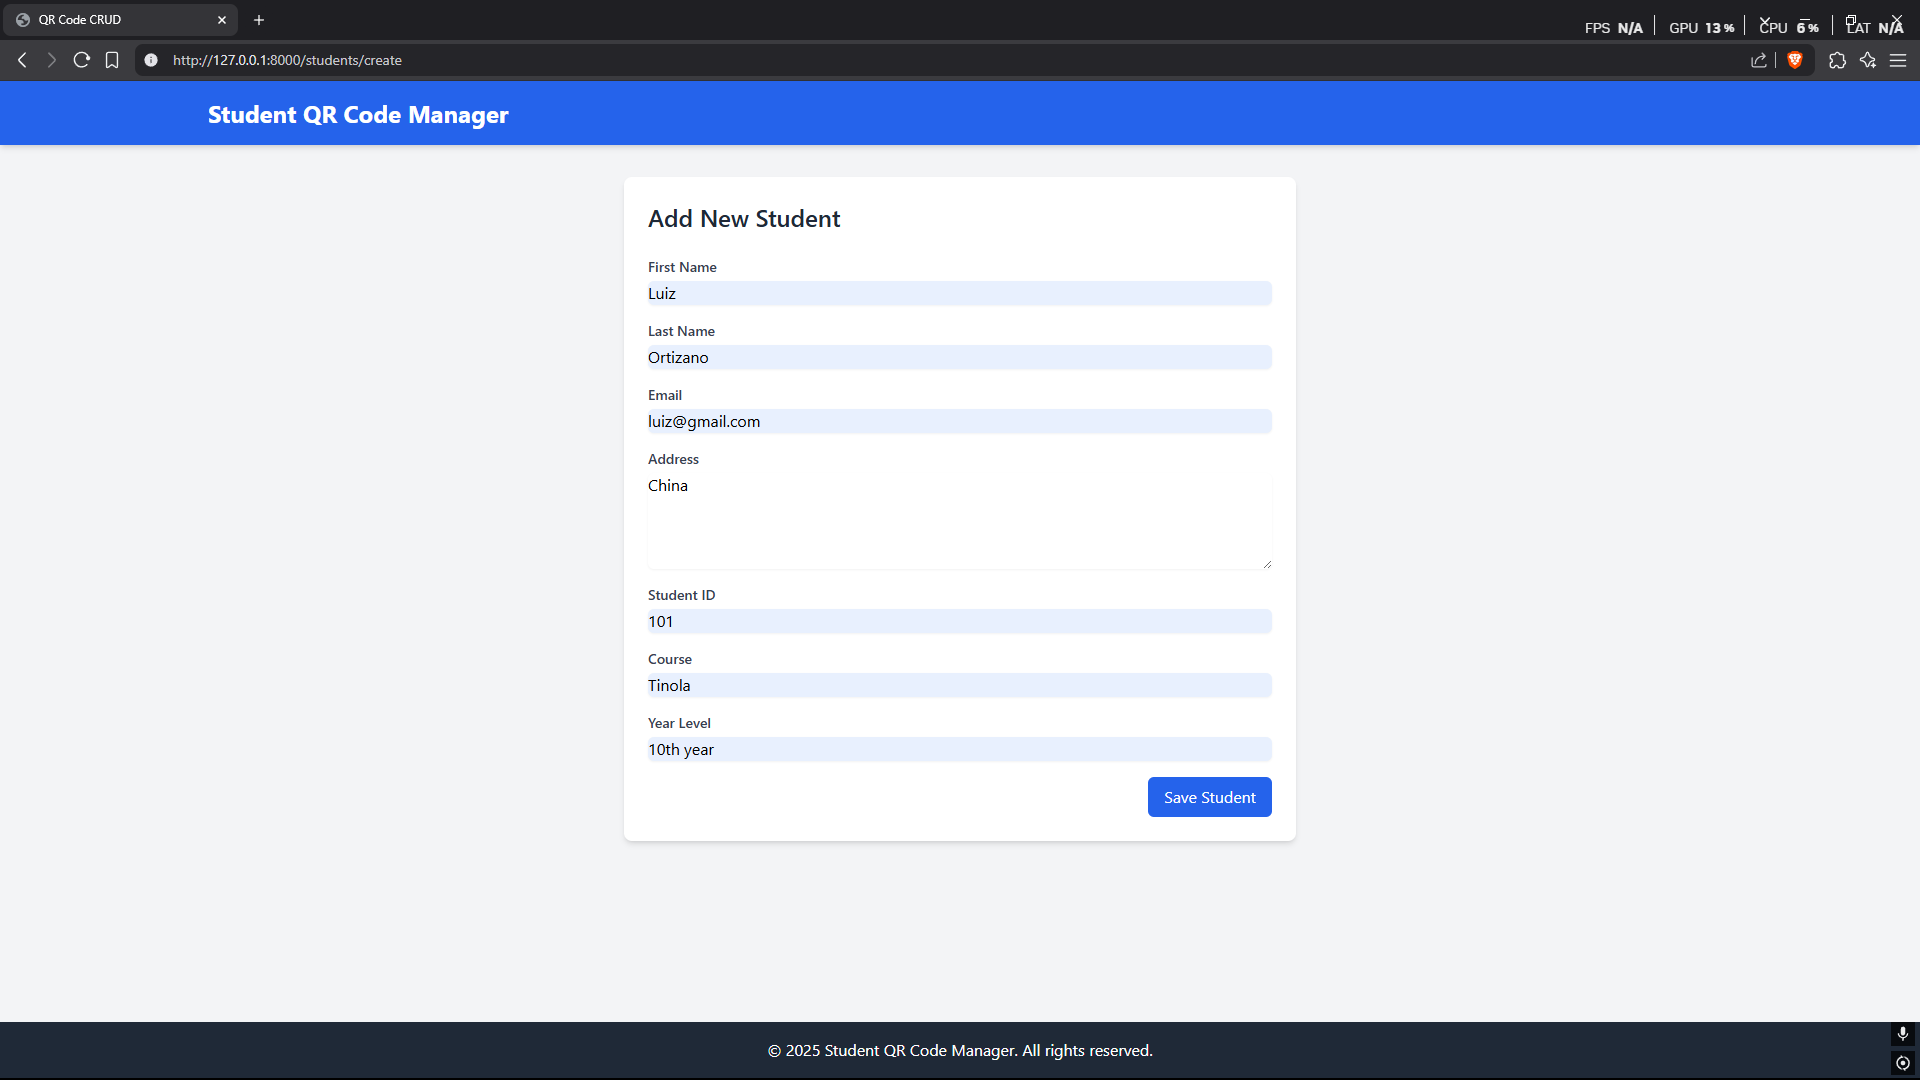 QR Code CRUD
FPS N/A GPU 13% CPU 6% LAT N/A
http://127.0.0.1:8000/students/create
Student QR Code Manager
Add New Student
First Name
Luiz
Last Name
Ortizano
Email
luiz@gmail.com
Address
China
Student ID
101
Course
Tinola
Year Level
10th year
Save Student
© 2025 Student QR Code Manager. All rights reserved.